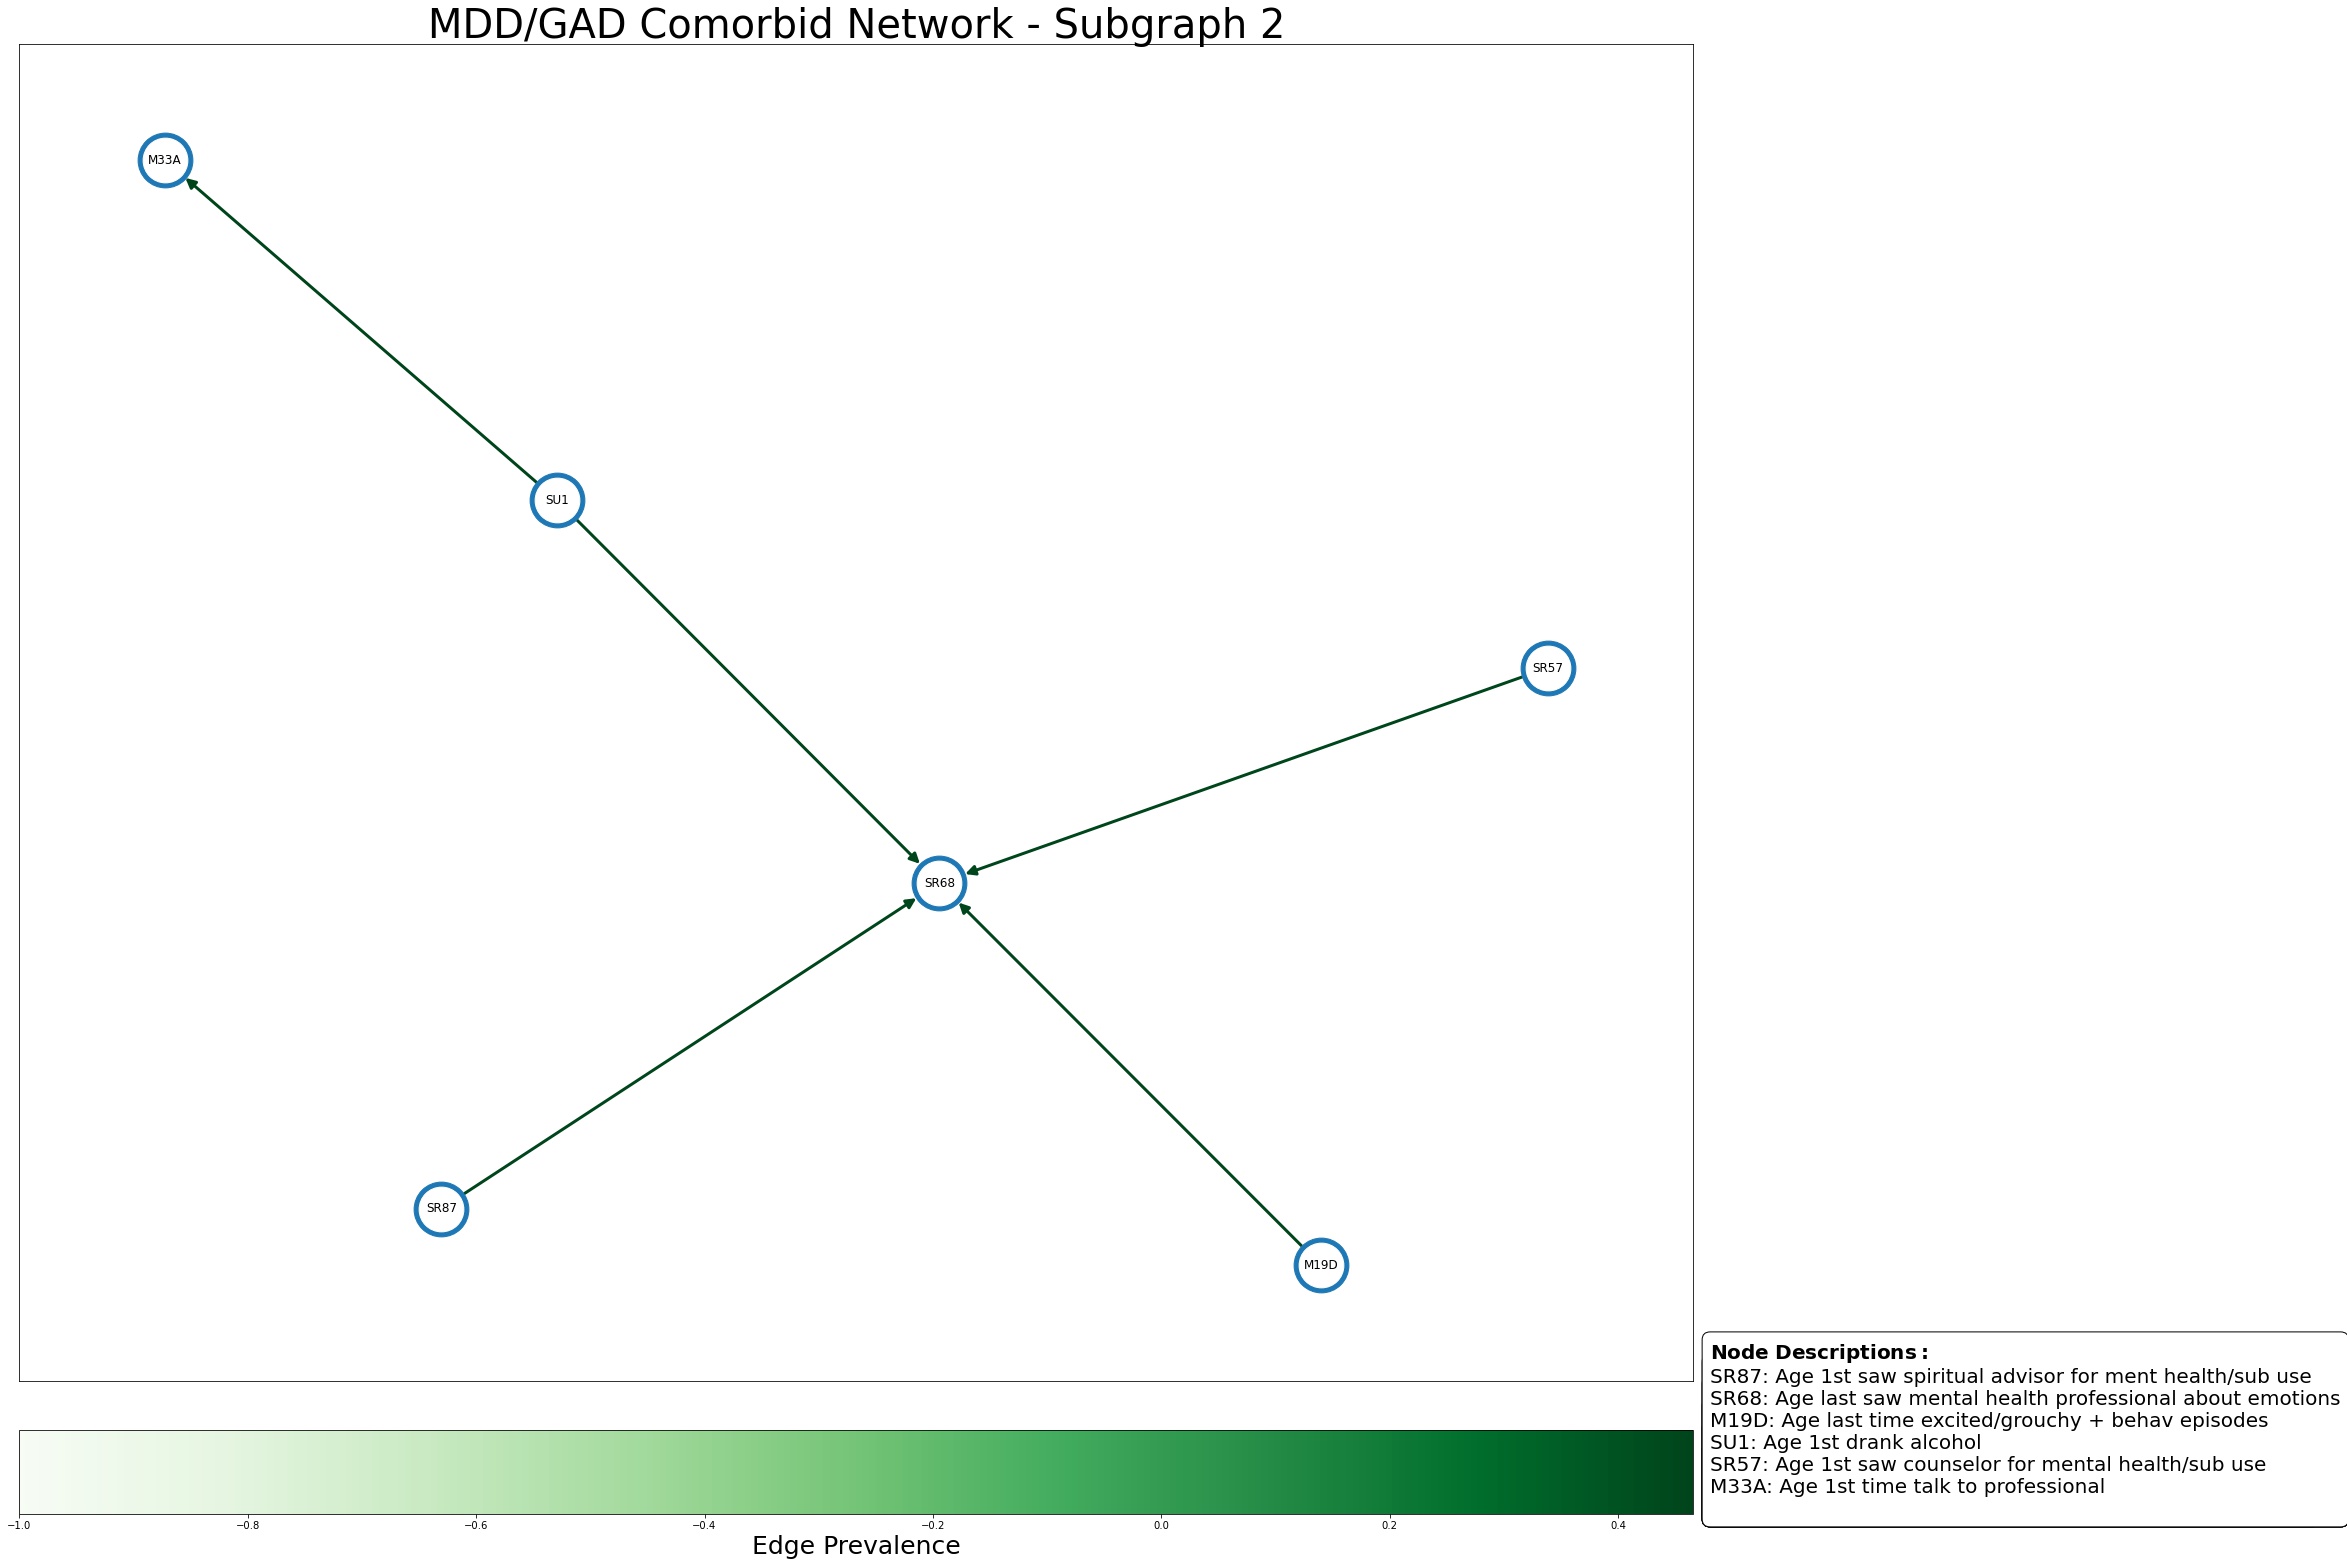 MDD/GAD Comorbid Network - Subgraph 2
M33A
SU1
SR57
SR68
SR87
M19D
Node Descriptions:
SR87: Age 1st saw spiritual advisor for ment health/sub use
SR68: Age last saw mental health professional about emotions
M19D: Age last time excited/grouchy + behav episodes
SU1: Age 1st drank alcohol
SR57: Age 1st saw counselor for mental health/sub use
M33A: Age 1st time talk to professional
−1.0 −0.8 −0.6 −0.4 −0.2 0.0 0.2 0.4
Edge Prevalence